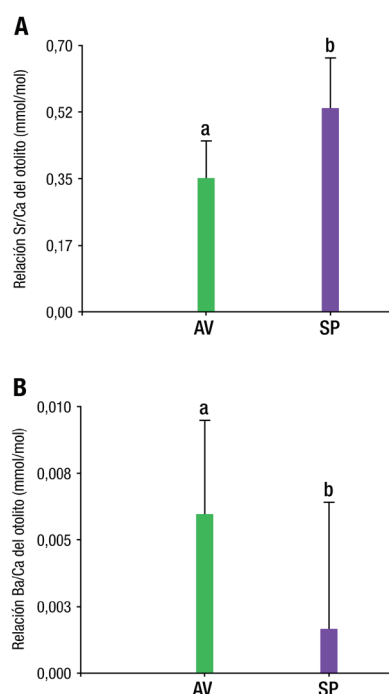 A
Relación Sr/Ca del otolito (mmol/mol)
0,70
0,52
0,35
0,17
0,00
a
b
AV
SP
B
Relación Ba/Ca del otolito (mmol/mol)
0,010
0,008
0,005
0,003
0,000
a
b
AV
SP